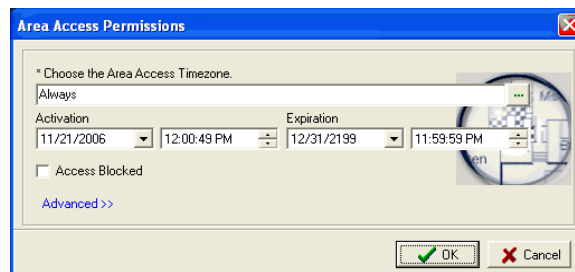 Area Access Permissions
* Choose the Area Access Timezone.
Always
Activation Expiration
11/21/2006 12:00:49 PM 12/31/2199 11:59:59 PM
Access Blocked
Advanced >>
OK Cancel